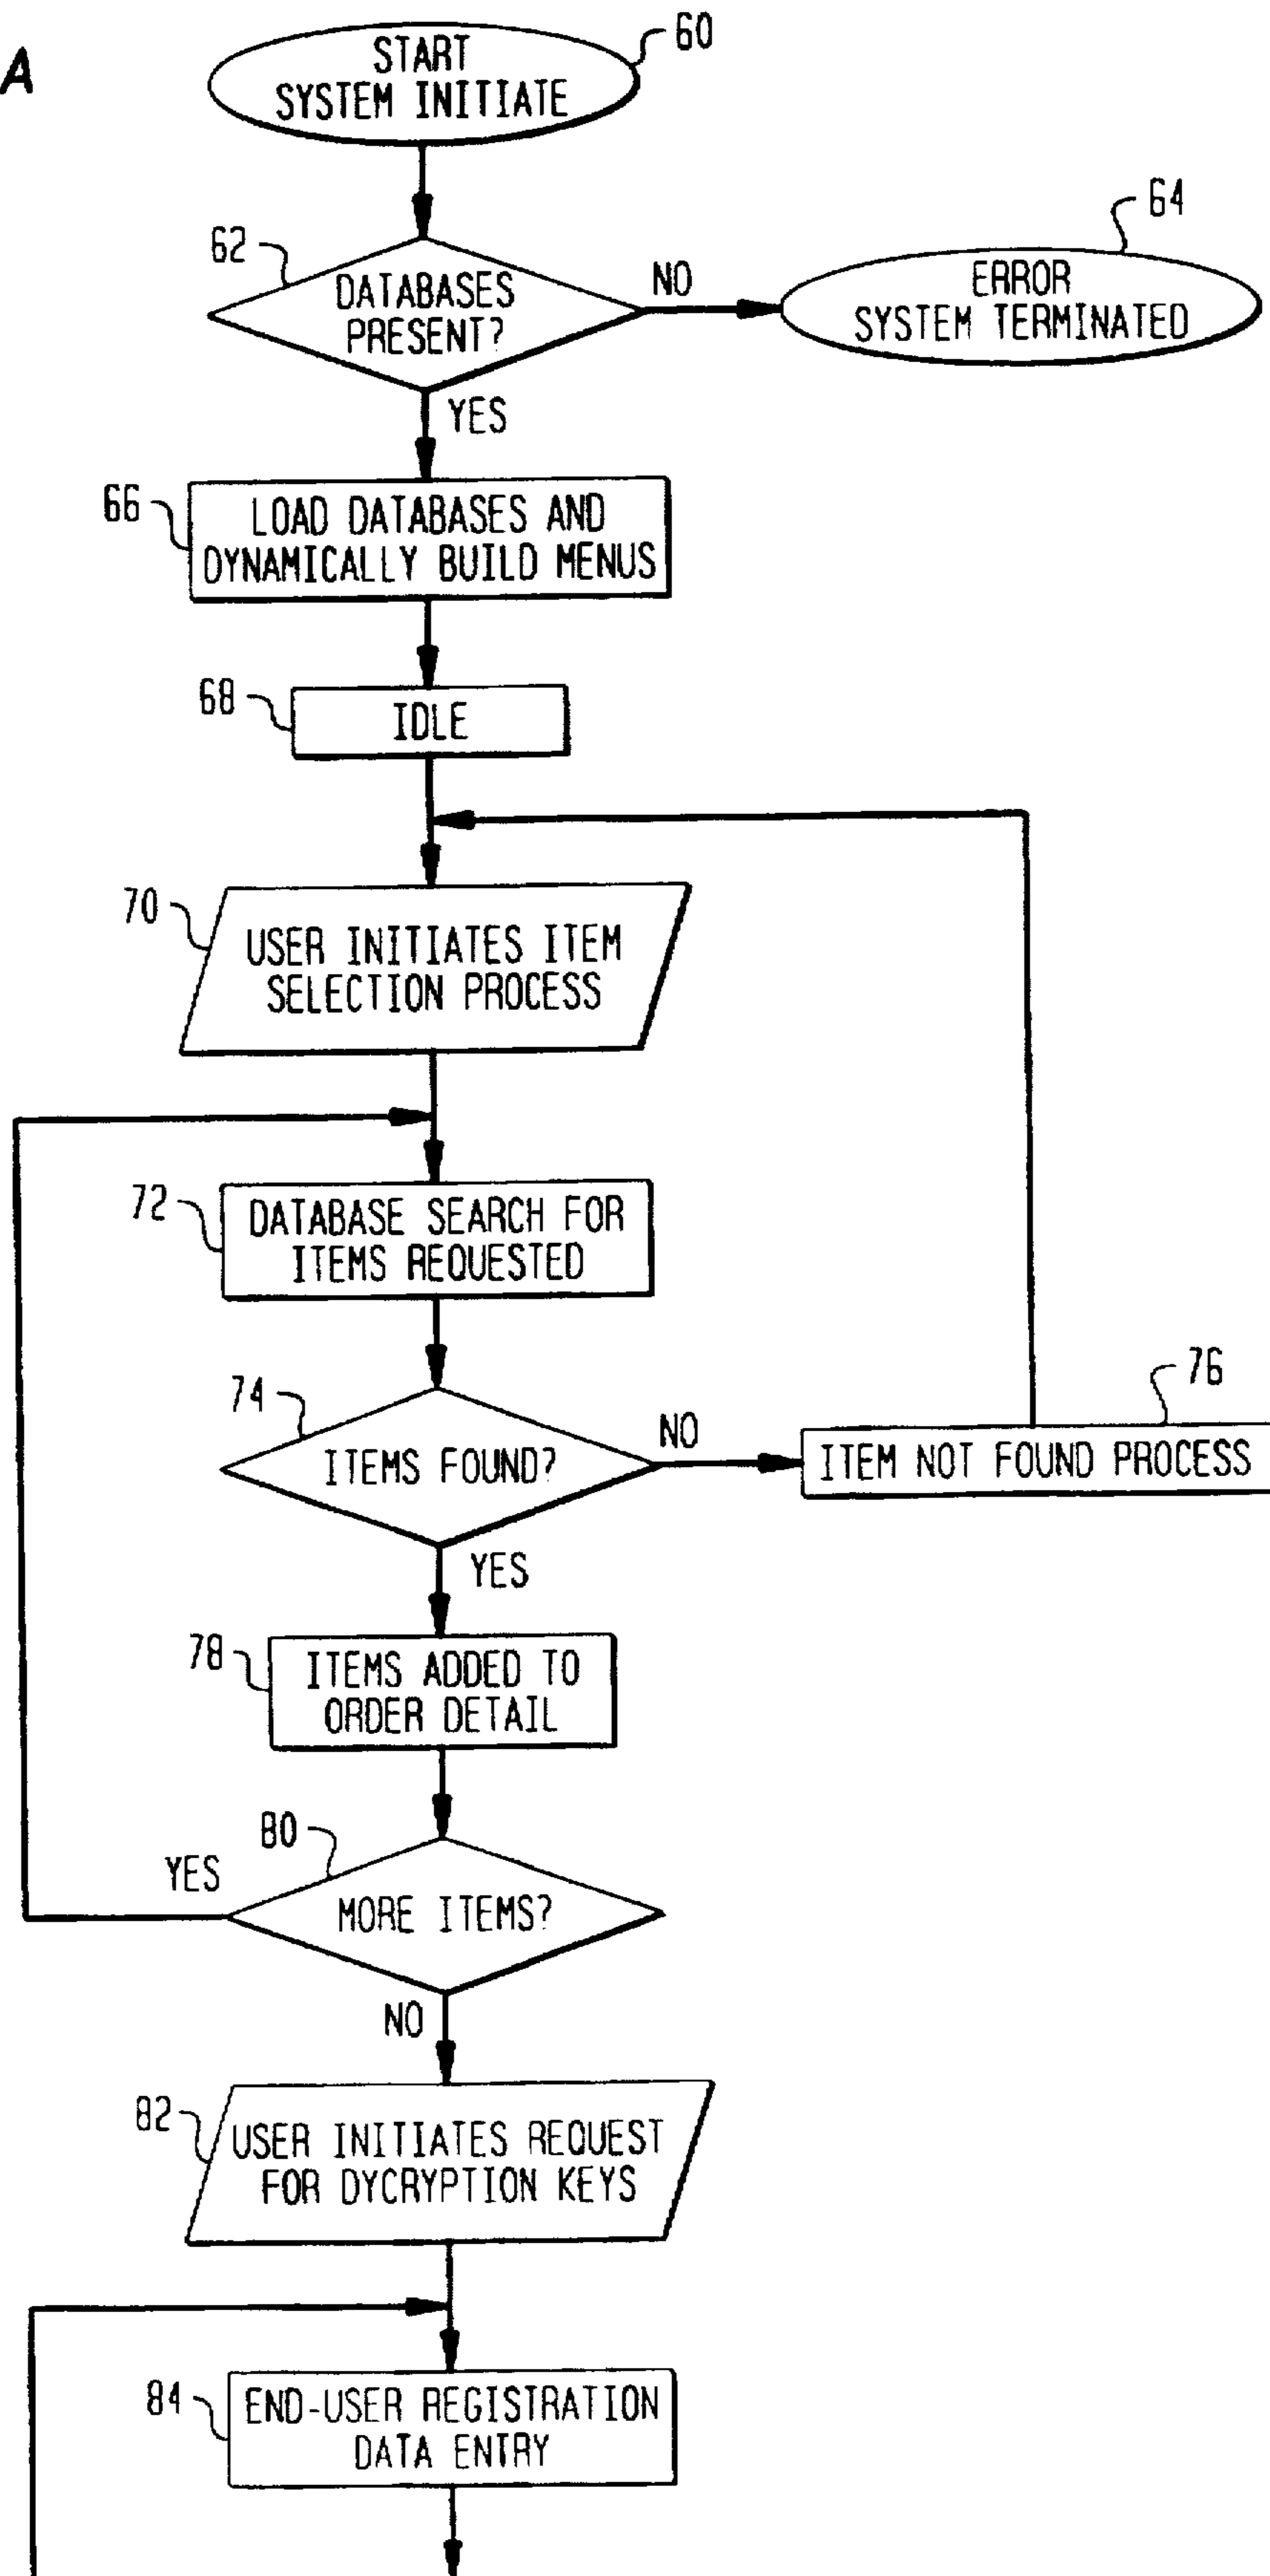 A
START
SYSTEM INITIATE
60
62
DATABASES
PRESENT?
NO
64
ERROR
SYSTEM TERMINATED
YES
66
LOAD DATABASES AND
DYNAMICALLY BUILD MENUS
68
IDLE
70
USER INITIATES ITEM
SELECTION PROCESS
72
DATABASE SEARCH FOR
ITEMS REQUESTED
74
ITEMS FOUND?
NO
76
ITEM NOT FOUND PROCESS
YES
78
ITEMS ADDED TO
ORDER DETAIL
80
YES
MORE ITEMS?
NO
82
USER INITIATES REQUEST
FOR DYCRYPTION KEYS
84
END-USER REGISTRATION
DATA ENTRY